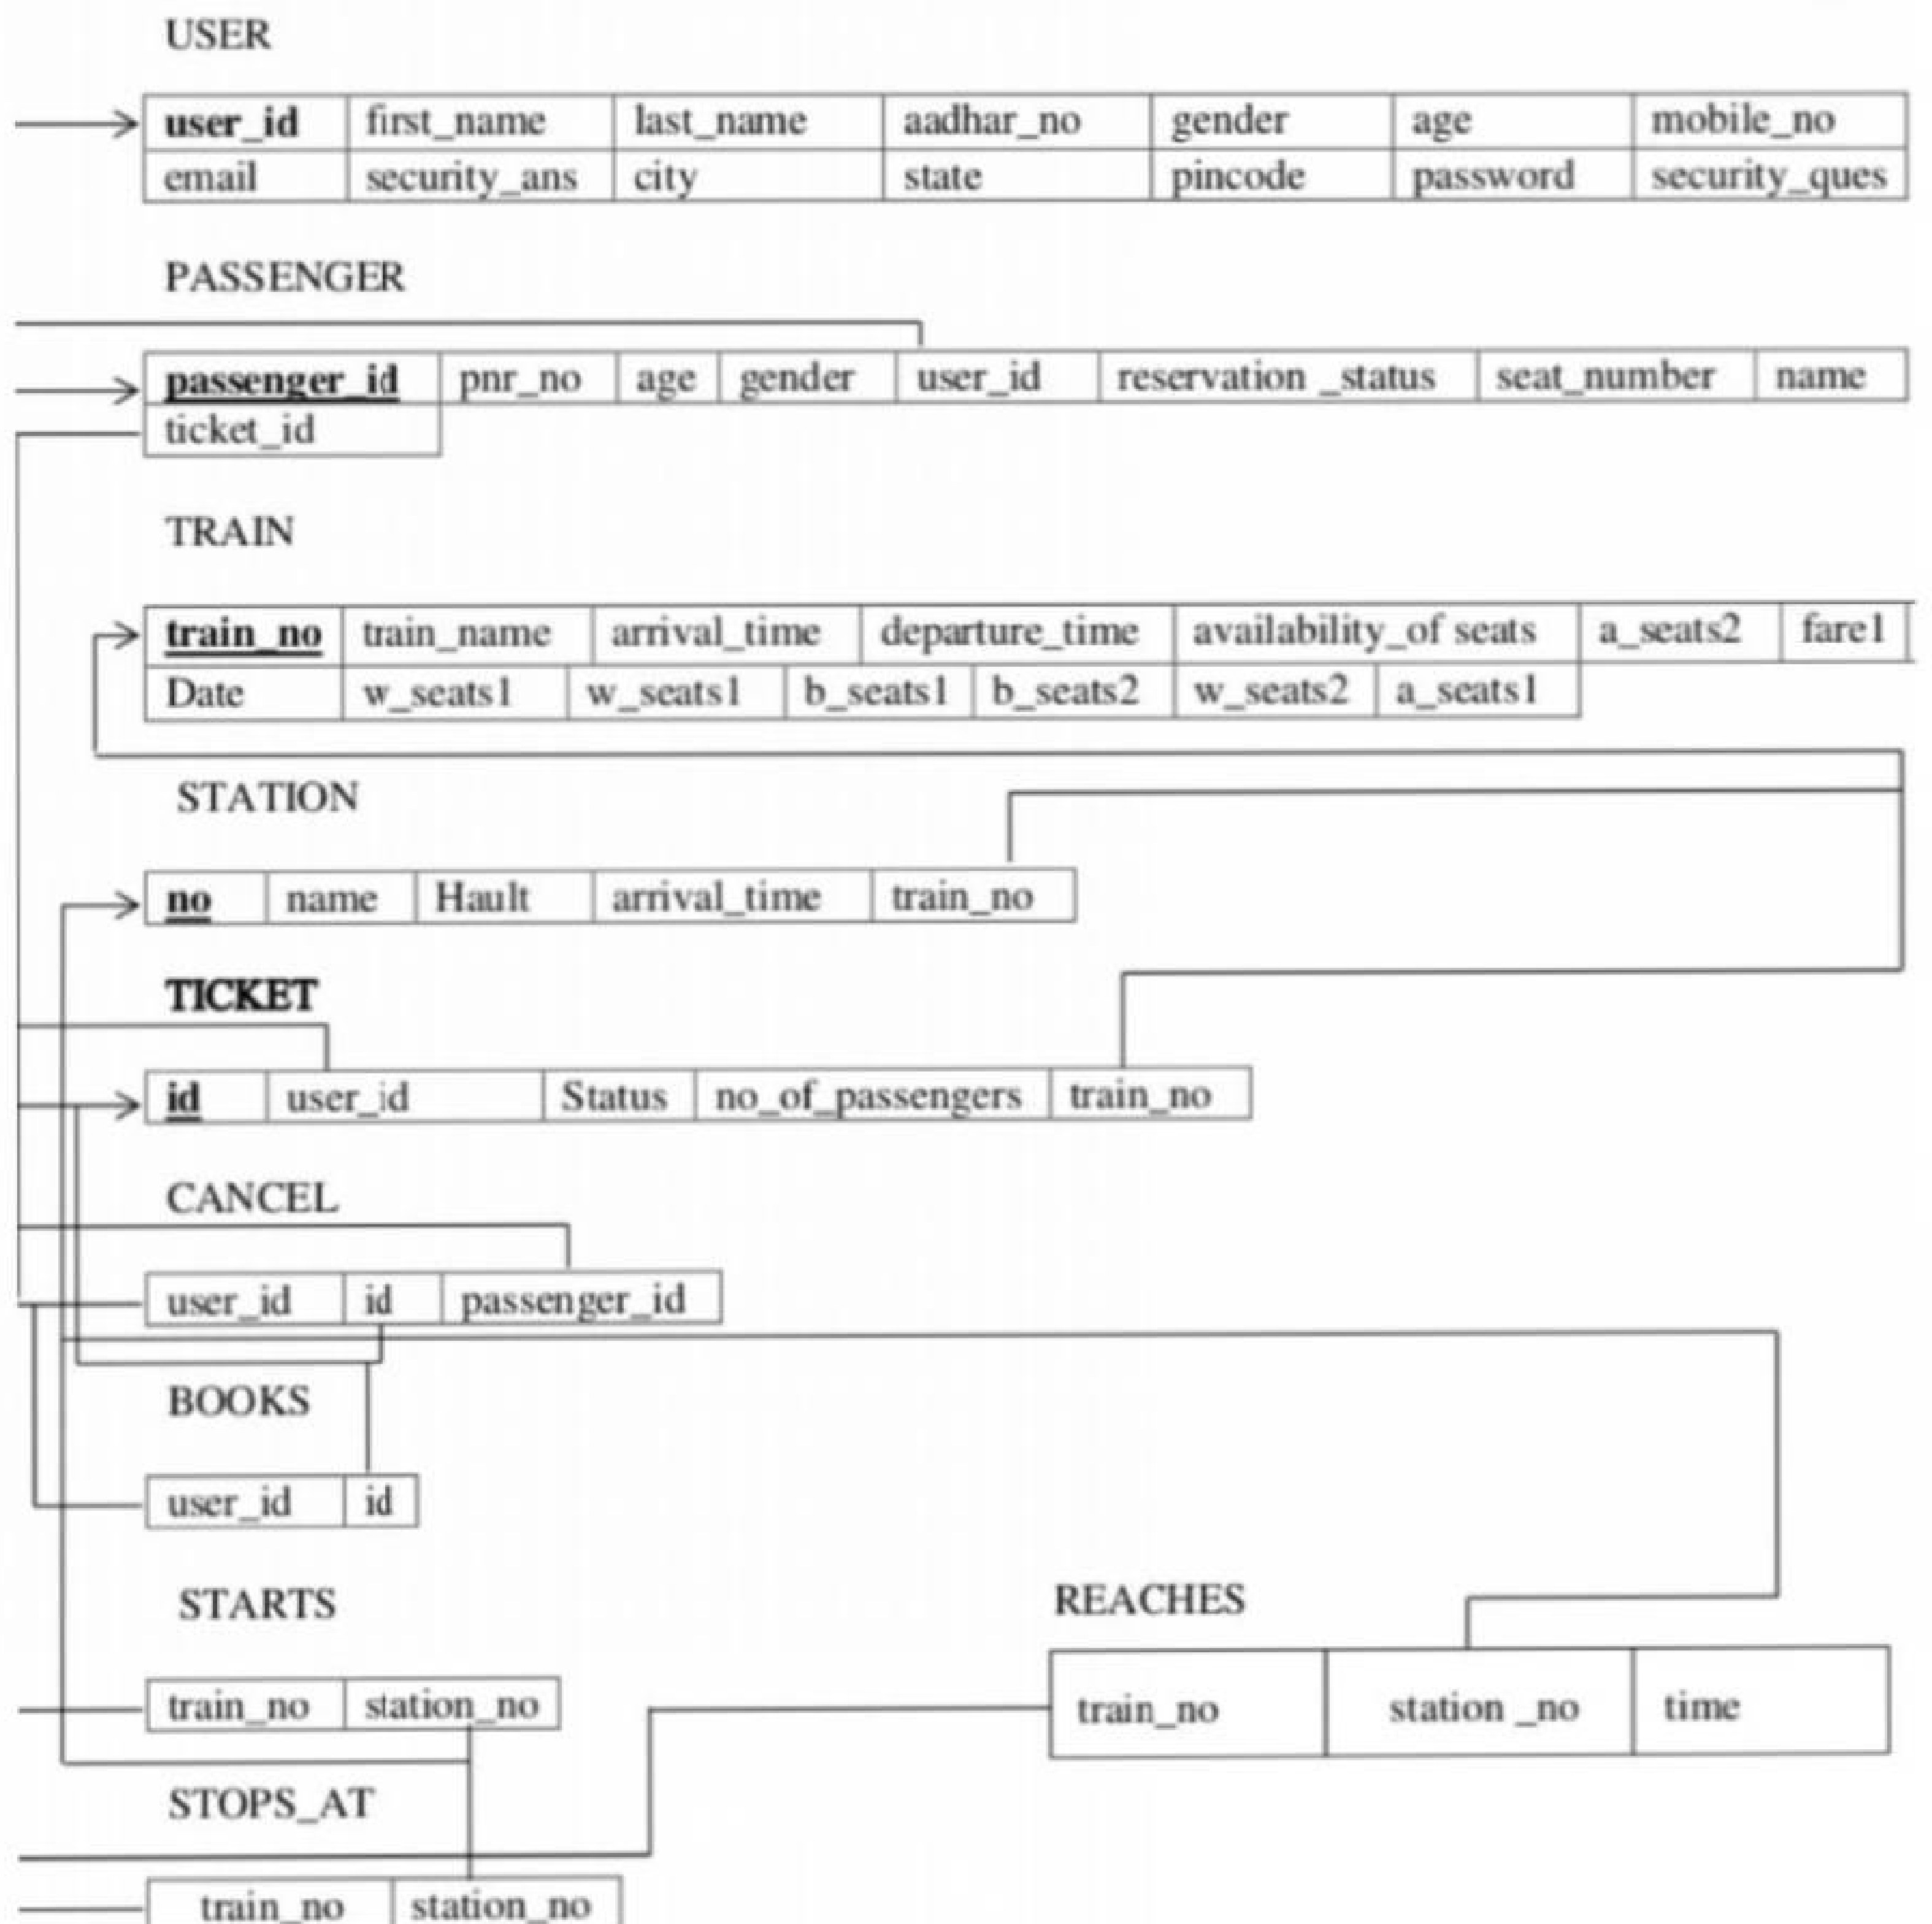 USER
user_id first_name last_name aadhar_no gender age mobile_no
email security_ans city state pincode password security_ques
PASSENGER
passenger_id pnr_no age gender user_id reservation _status seat_number name
ticket_id
TRAIN
train_no train_name arrival_time departure_time availability_of seats a_seats2 fare1
Date w_seats1 w_seats1 b_seats1 b_seats2 w_seats2 a_seats1
STATION
no name Hault arrival_time train_no
TICKET
id user_id Status no_of_passengers train_no
CANCEL
user_id id passenger_id
BOOKS
user_id id
STARTS
train_no station_no
REACHES
train_no station _no time
STOPS_AT
train_no station_no